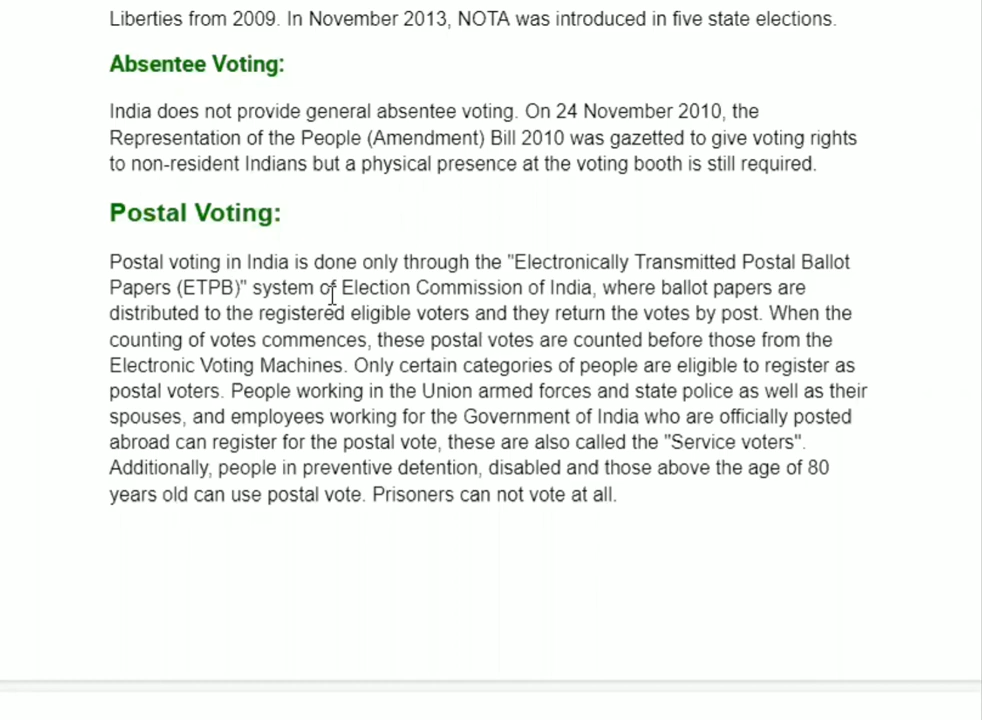 Liberties from 2009. In November 2013, NOTA was introduced in five state elections.
Absentee Voting:
India does not provide general absentee voting. On 24 November 2010, the
Representation of the People (Amendment) Bill 2010 was gazetted to give voting rights
to non-resident Indians but a physical presence at the voting booth is still required.
Postal Voting:
Postal voting in India is done only through the "Electronically Transmitted Postal Ballot
Papers (ETPB)" system of Election Commission of India, where ballot papers are
distributed to the registered eligible voters and they return the votes by post. When the
counting of votes commences, these postal votes are counted before those from the
Electronic Voting Machines. Only certain categories of people are eligible to register as
postal voters. People working in the Union armed forces and state police as well as their
spouses, and employees working for the Government of India who are officially posted
abroad can register for the postal vote, these are also called the "Service voters".
Additionally, people in preventive detention, disabled and those above the age of 80
years old can use postal vote. Prisoners can not vote at all.